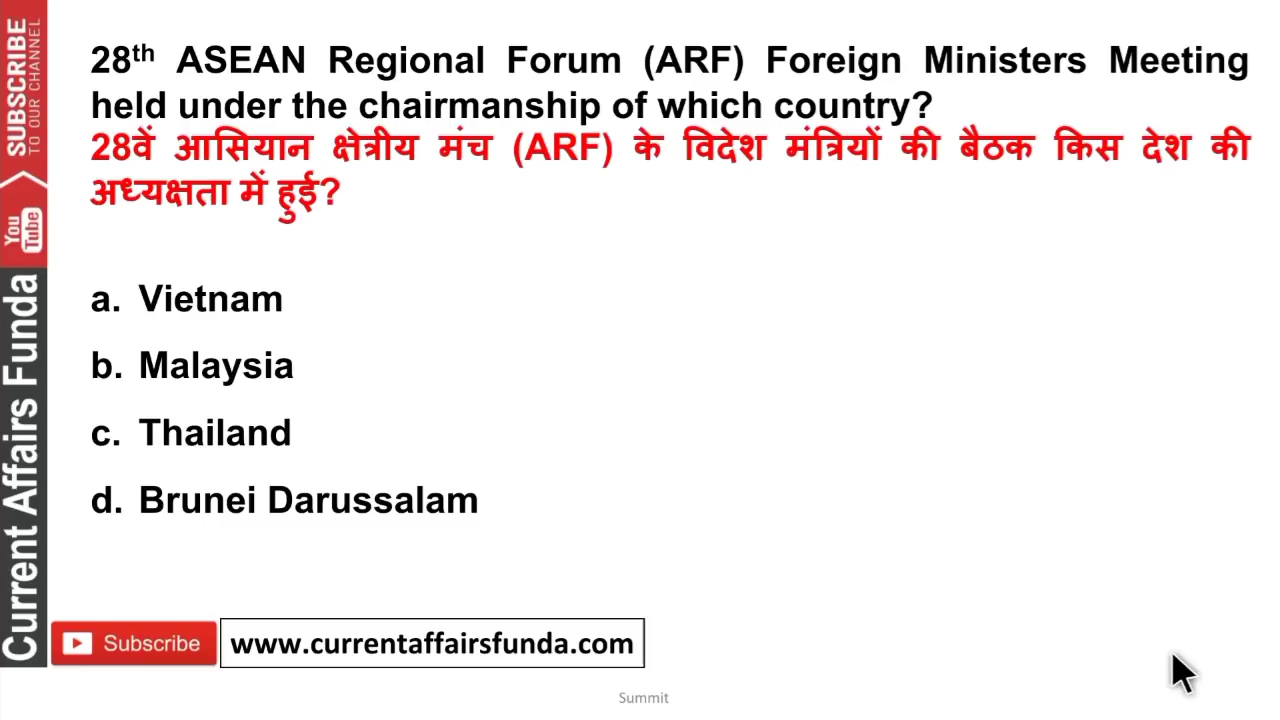 28th ASEAN Regional Forum (ARF) Foreign Ministers Meeting
held under the chairmanship of which country?
28वें आसियान क्षेत्रीय मंच (ARF) के विदेश मंत्रियों की बैठक किस देश की
अध्यक्षता में हुई?
a. Vietnam
b. Malaysia
c. Thailand
d. Brunei Darussalam
SUBSCRIBE
TO OUR CHANNEL
You
Tube
Current Affairs Funda
Subscribe
www.currentaffairsfunda.com
Summit